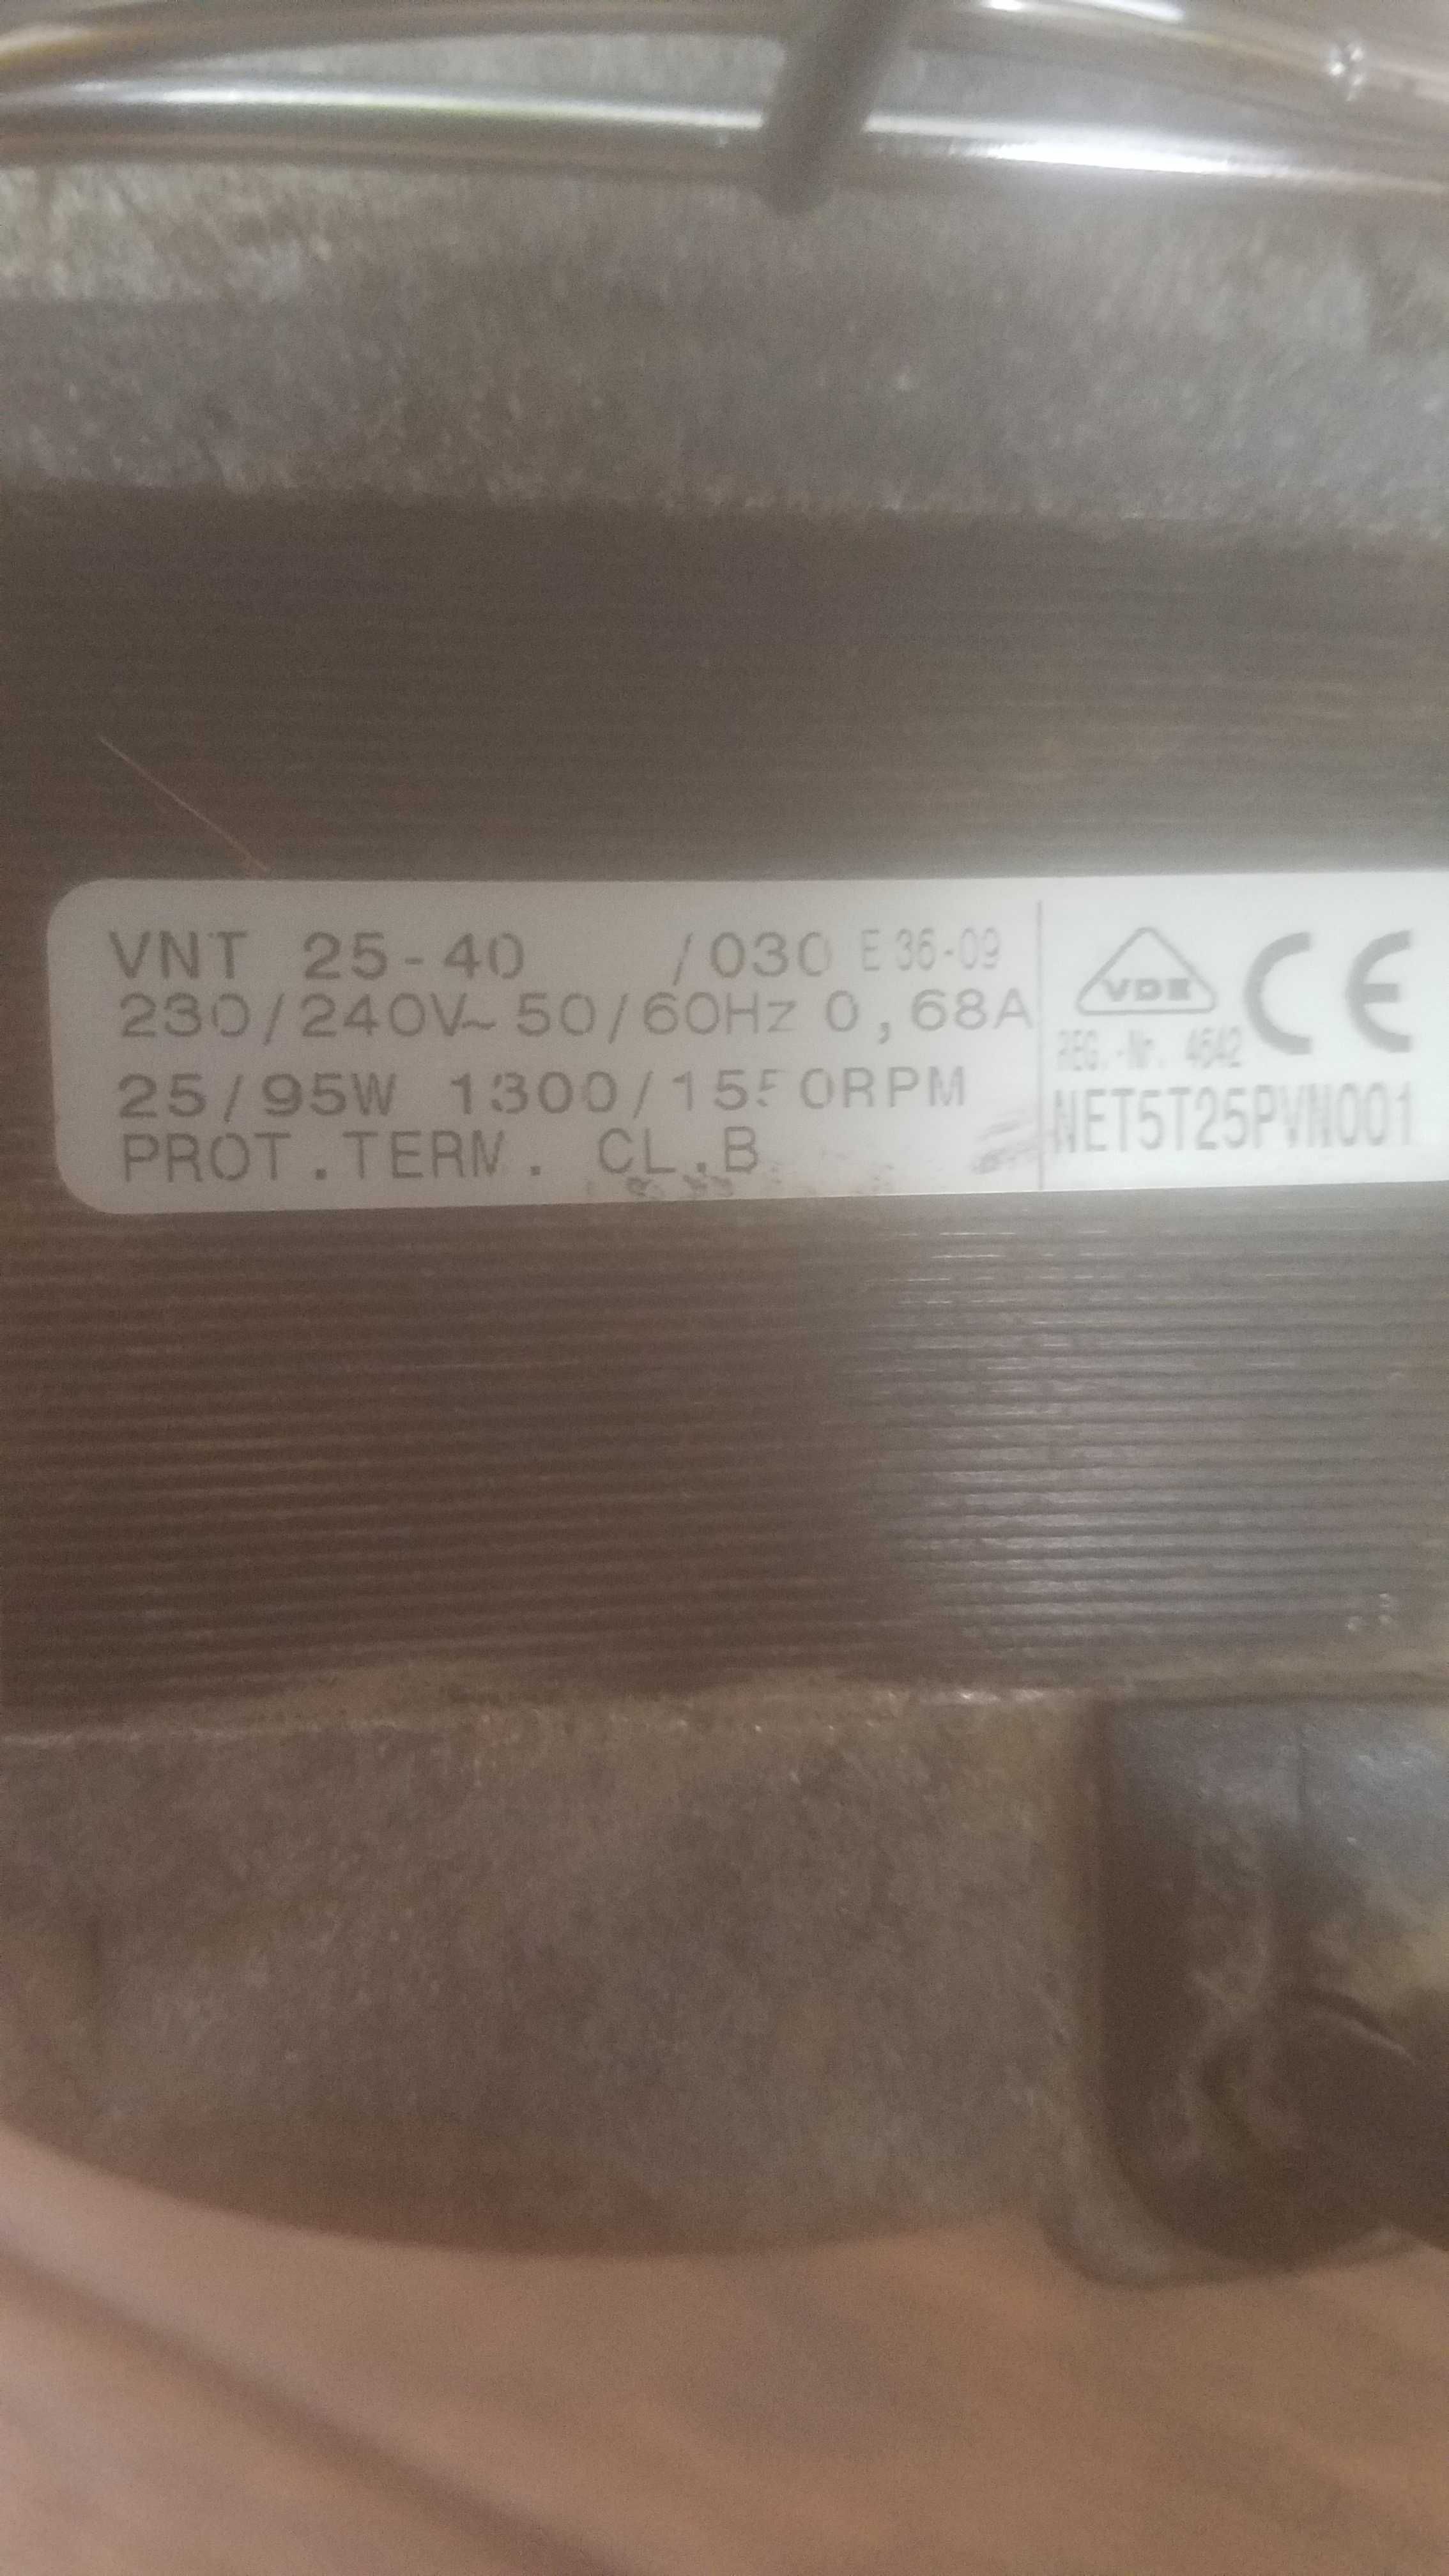 VNT 25-40 /030 E 36-09
230/240V~ 50/60Hz 0,68A
25/95W 1300/1550RPM
PROT.TERM. CL.B
VDE
REG.-Nr. 4642
CE
NET5T25PVN001